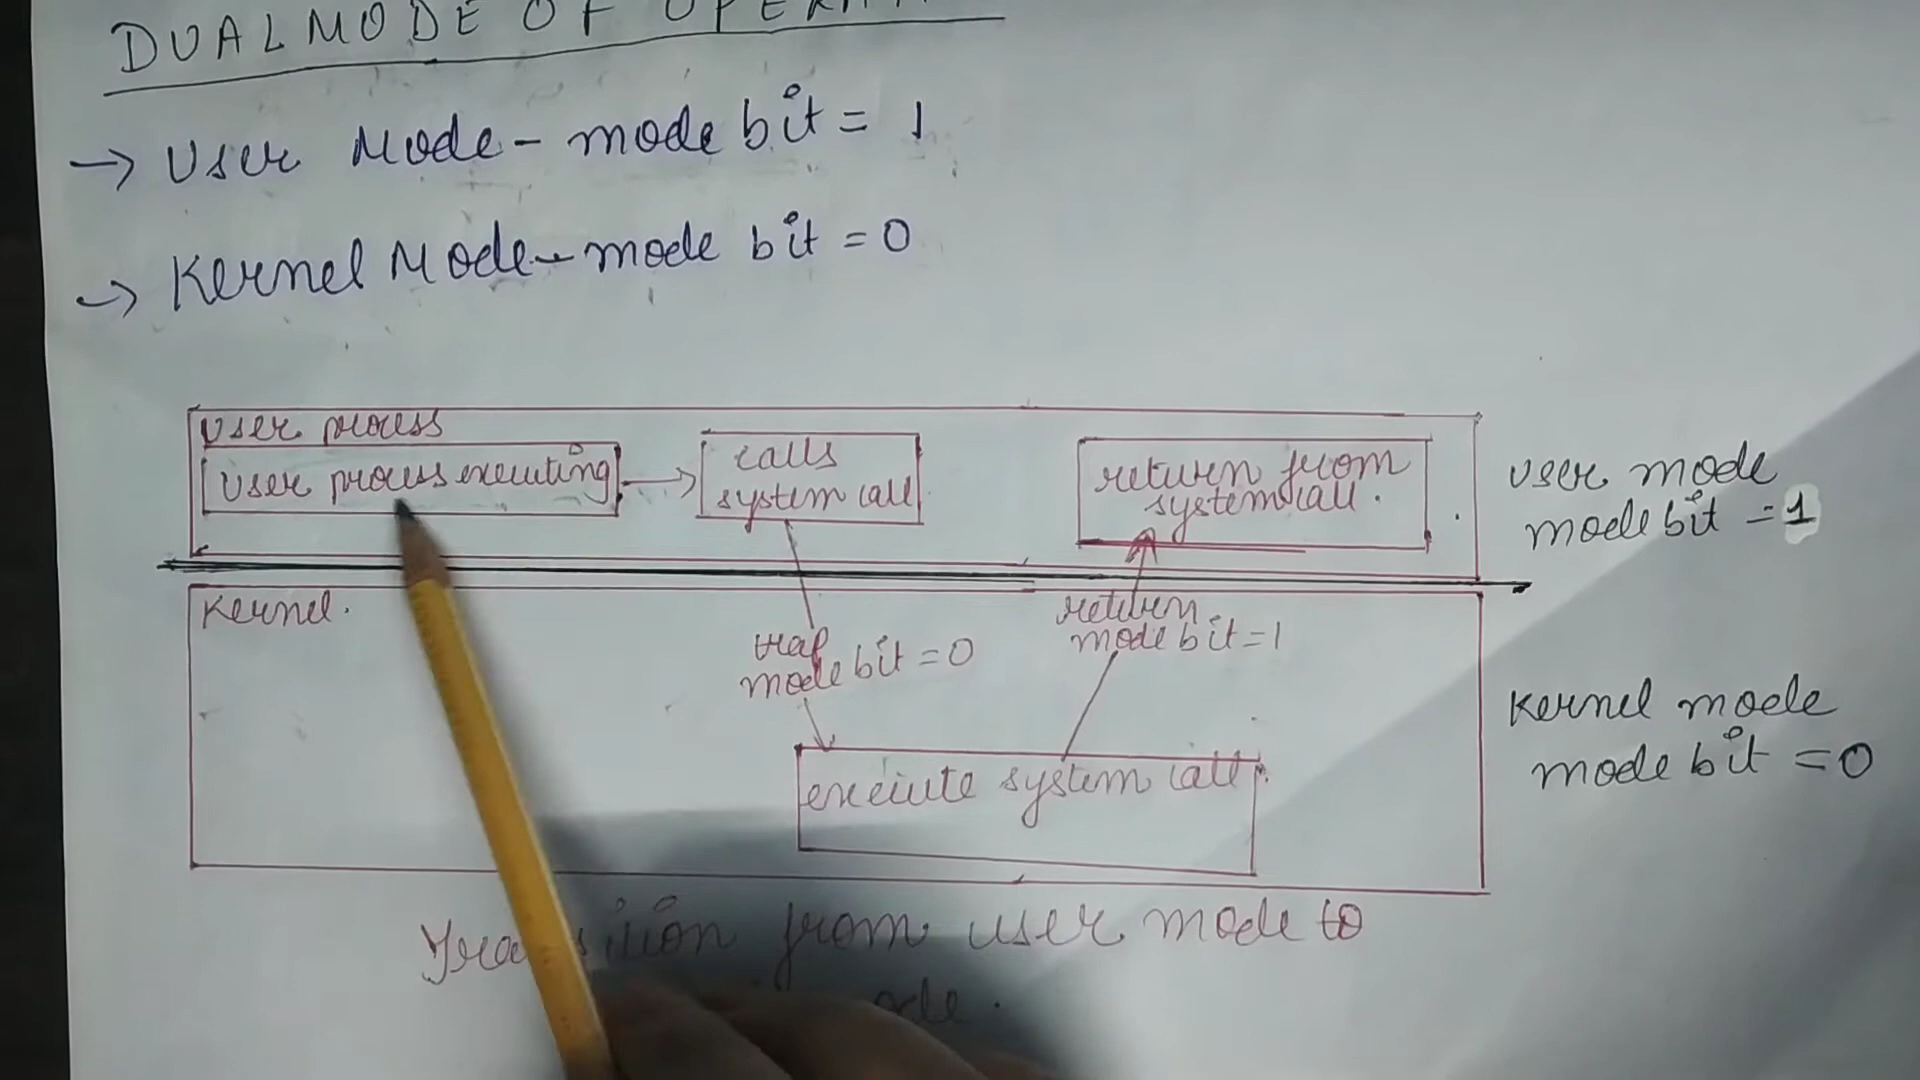 DUAL MODE OF
→ User Mode - mode bit = 1
→ Kernel Mode - mode bit = 0
User process
User process executing
calls
system call
return from
system call.
User mode
mode bit = 1
Kernel.
trap
mode bit = 0
return
mode bit = 1
Kernel mode
mode bit = 0
execute system call.
from user mode to